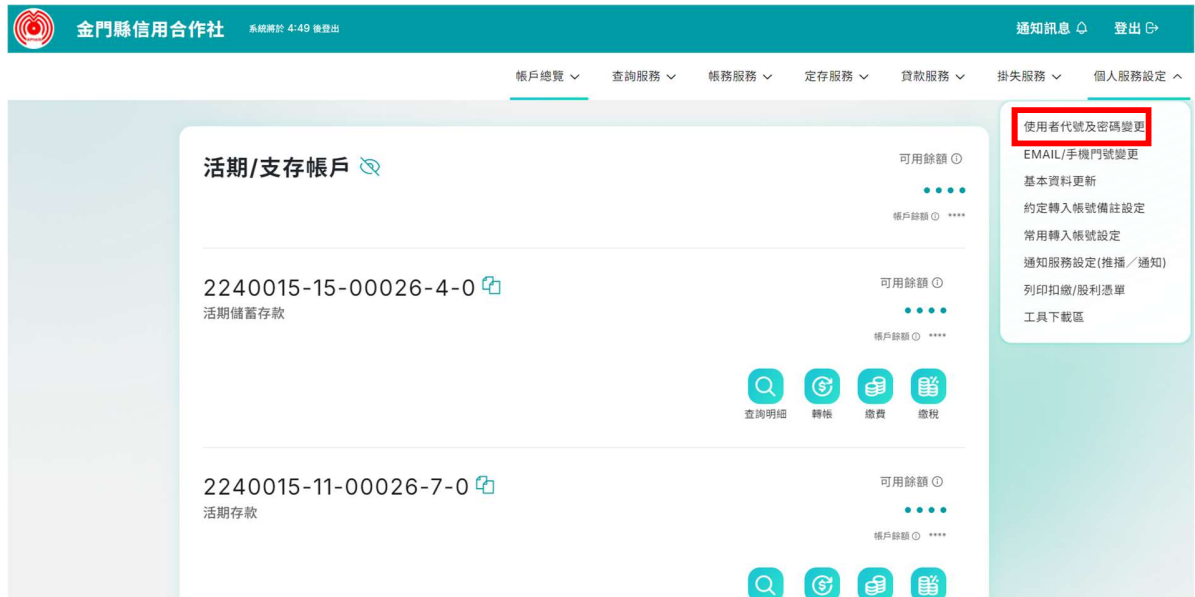 金門縣信用合作社 系統將於 4:49 後登出 通知訊息 登出
帳戶總覽 查詢服務 帳務服務 定存服務 貸款服務 掛失服務 個人服務設定
使用者代號及密碼變更
EMAIL/手機門號變更
基本資料更新
約定轉入帳號備註設定
常用轉入帳號設定
通知服務設定(推播／通知)
列印扣繳/股利憑單
工具下載區
活期/支存帳戶 可用餘額
帳戶餘額 ****
2240015-15-00026-4-0 可用餘額
活期儲蓄存款
帳戶餘額 ****
查詢明細 轉帳 繳費 繳稅
2240015-11-00026-7-0 可用餘額
活期存款
帳戶餘額 ****